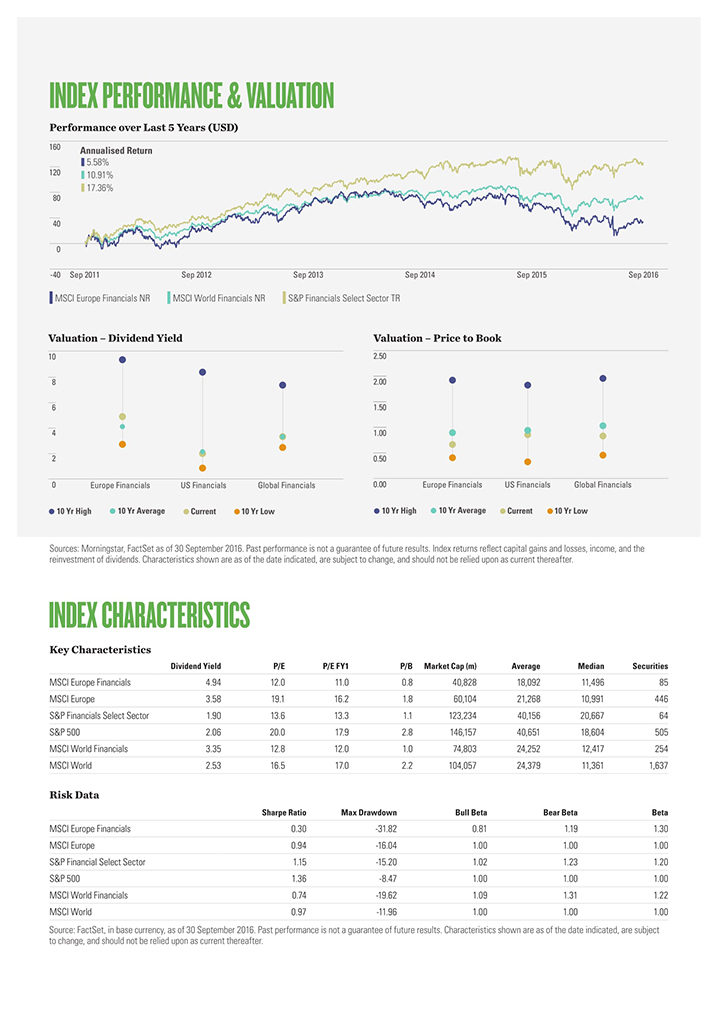 INDEX PERFORMANCE & VALUATION
Performance over Last 5 Years (USD)
160
120
80
40
0
-40
Annualised Return
5.58%
10.91%
17.36%
Sep 2011 Sep 2012 Sep 2013 Sep 2014 Sep 2015 Sep 2016
MSCI Europe Financials NR MSCI World Financials NR S&P Financials Select Sector TR
Valuation – Dividend Yield
10
8
6
4
2
0
Europe Financials US Financials Global Financials
10 Yr High 10 Yr Average Current 10 Yr Low
Valuation – Price to Book
2.50
2.00
1.50
1.00
0.50
0.00
Europe Financials US Financials Global Financials
10 Yr High 10 Yr Average Current 10 Yr Low
Sources: Morningstar, FactSet as of 30 September 2016. Past performance is not a guarantee of future results. Index returns reflect capital gains and losses, income, and the
reinvestment of dividends. Characteristics shown are as of the date indicated, are subject to change, and should not be relied upon as current thereafter.
INDEX CHARACTERISTICS
Key Characteristics
Dividend Yield P/E P/E FY1 P/B Market Cap (m) Average Median Securities
MSCI Europe Financials 4.94 12.0 11.0 0.8 40,828 18,092 11,496 85
MSCI Europe 3.58 19.1 16.2 1.8 60,104 21,268 10,991 446
S&P Financials Select Sector 1.90 13.6 13.3 1.1 123,234 40,156 20,667 64
S&P 500 2.06 20.0 17.9 2.8 146,157 40,651 18,604 505
MSCI World Financials 3.35 12.8 12.0 1.0 74,803 24,252 12,417 254
MSCI World 2.53 16.5 17.0 2.2 104,057 24,379 11,361 1,637
Risk Data
Sharpe Ratio Max Drawdown Bull Beta Bear Beta Beta
MSCI Europe Financials 0.30 -31.82 0.81 1.19 1.30
MSCI Europe 0.94 -16.04 1.00 1.00 1.00
S&P Financial Select Sector 1.15 -15.20 1.02 1.23 1.20
S&P 500 1.36 -8.47 1.00 1.00 1.00
MSCI World Financials 0.74 -19.62 1.09 1.31 1.22
MSCI World 0.97 -11.96 1.00 1.00 1.00
Source: FactSet, in base currency, as of 30 September 2016. Past performance is not a guarantee of future results. Characteristics shown are as of the date indicated, are subject
to change, and should not be relied upon as current thereafter.